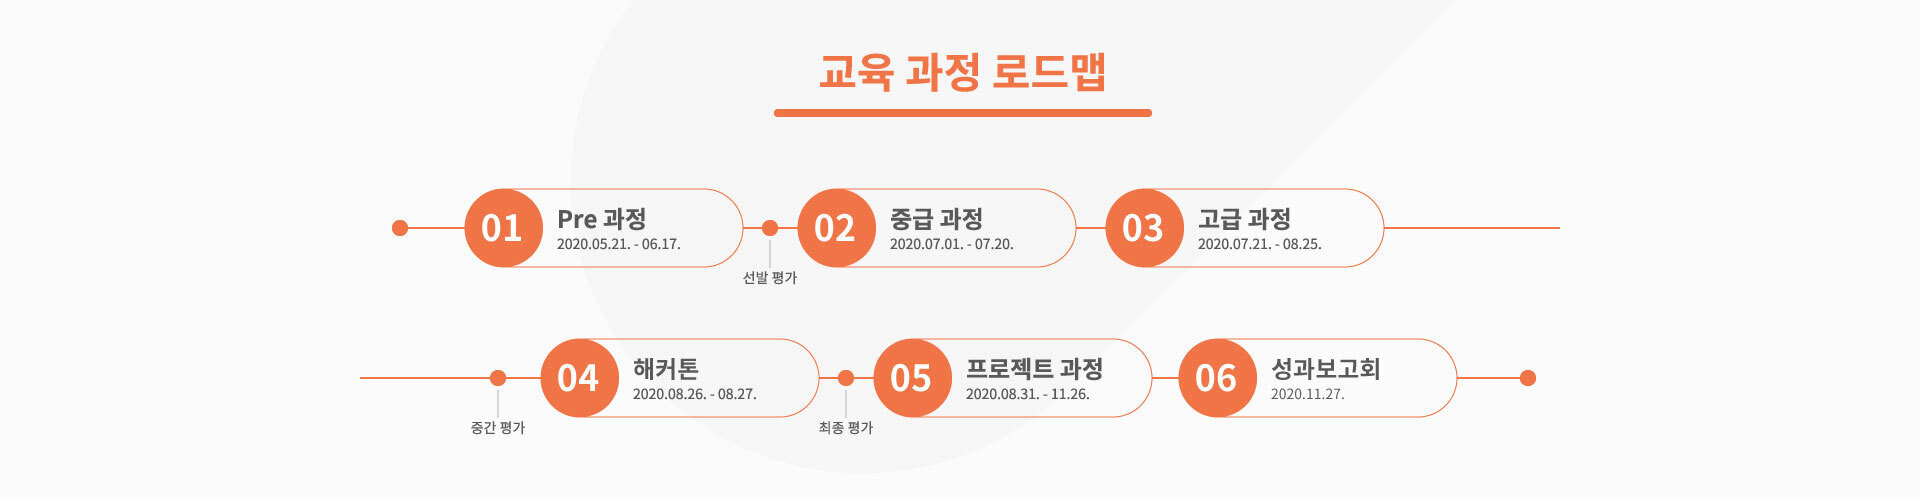 교육 과정 로드맵
01
Pre 과정
2020.05.21. - 06.17.
선발 평가
02
중급 과정
2020.07.01. - 07.20.
03
고급 과정
2020.07.21. - 08.25.
중간 평가
04
해커톤
2020.08.26. - 08.27.
최종 평가
05
프로젝트 과정
2020.08.31. - 11.26.
06
성과보고회
2020.11.27.